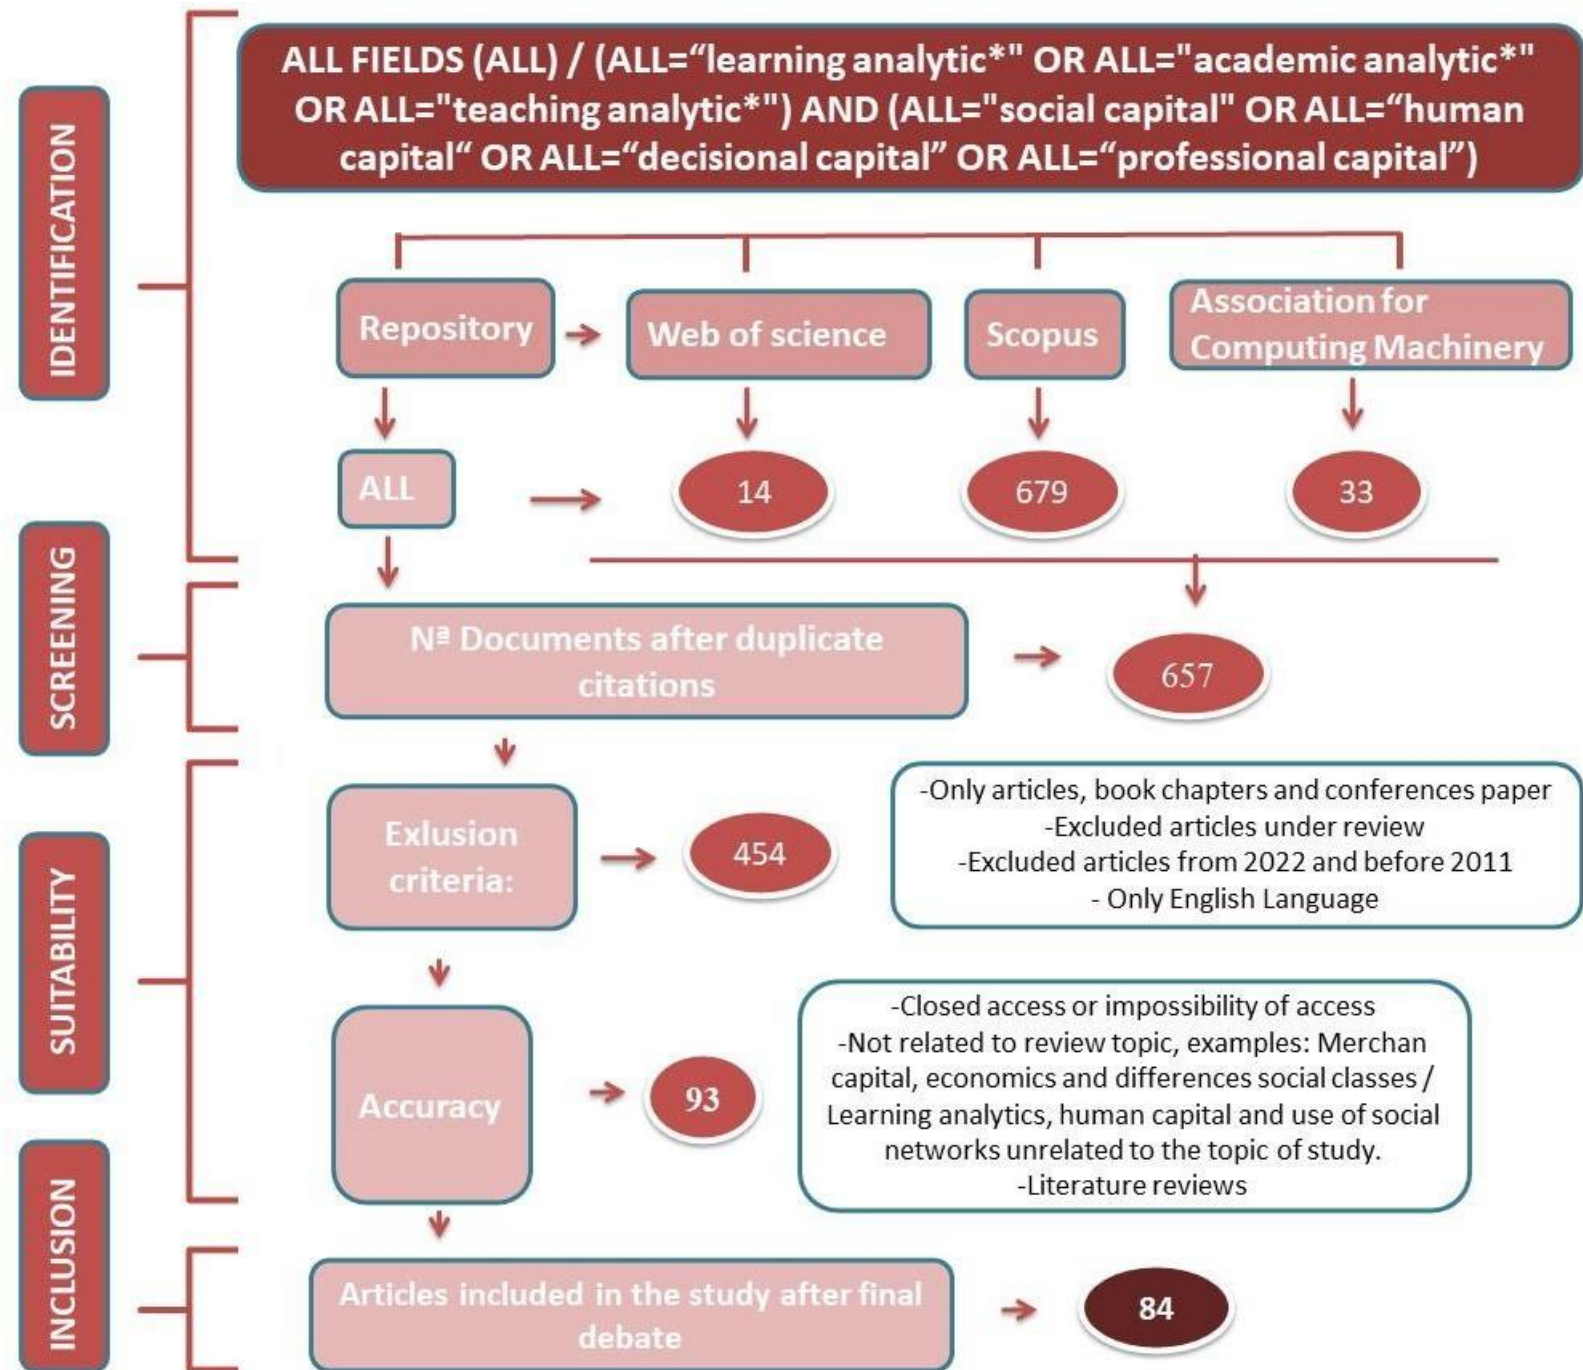 ALL FIELDS (ALL) / (ALL=“learning analytic*" OR ALL="academic analytic*"
OR ALL="teaching analytic*") AND (ALL="social capital" OR ALL=“human
capital“ OR ALL=“decisional capital” OR ALL=“professional capital”)
IDENTIFICATION
Repository
Web of science
Scopus
Association for
Computing Machinery
ALL
14
679
33
SCREENING
Nª Documents after duplicate
citations
657
SUITABILITY
Exlusion
criteria:
454
-Only articles, book chapters and conferences paper
-Excluded articles under review
-Excluded articles from 2022 and before 2011
- Only English Language
Accuracy
93
-Closed access or impossibility of access
-Not related to review topic, examples: Merchan
capital, economics and differences social classes /
Learning analytics, human capital and use of social
networks unrelated to the topic of study.
-Literature reviews
INCLUSION
Articles included in the study after final
debate
84